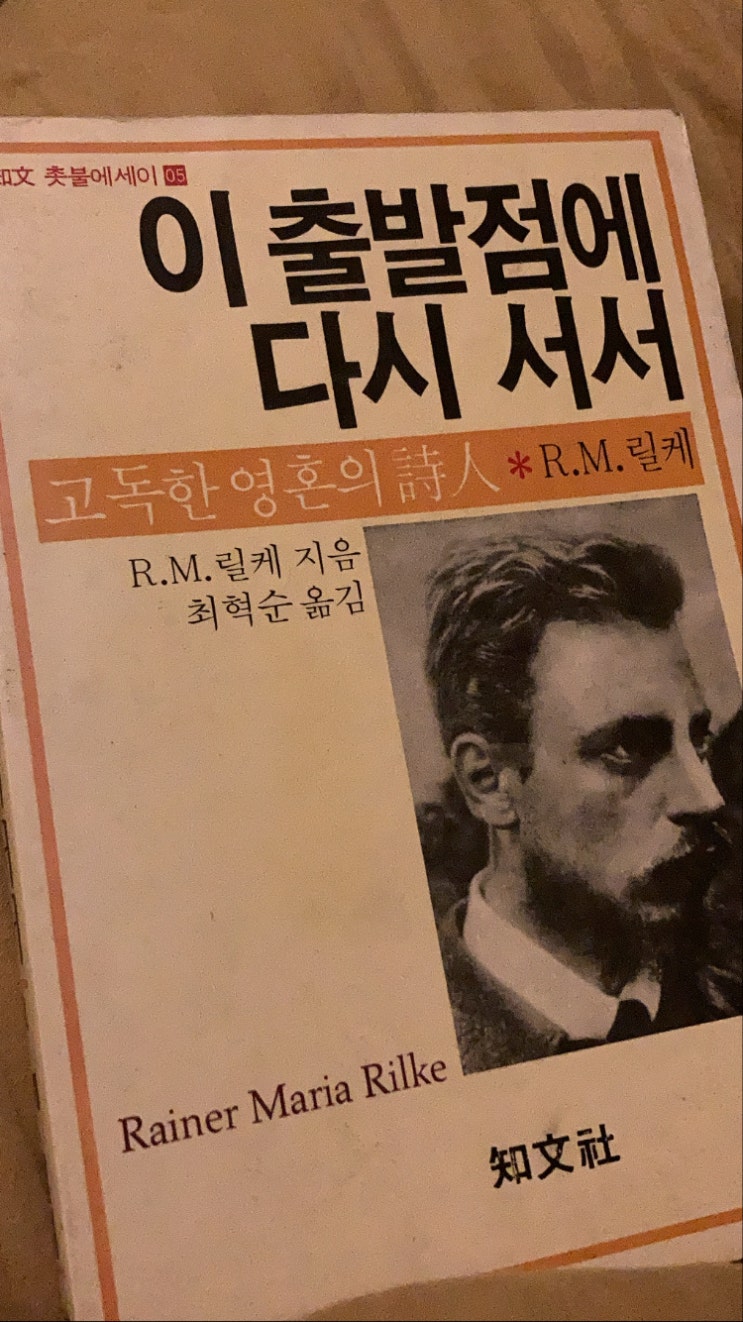 知文 촛불에세이 05
이 출발점에
다시 서서
고독한 영혼의 詩人 * R.M.릴케
R.M.릴케 지음
최혁순 옮김
Rainer Maria Rilke
知文社